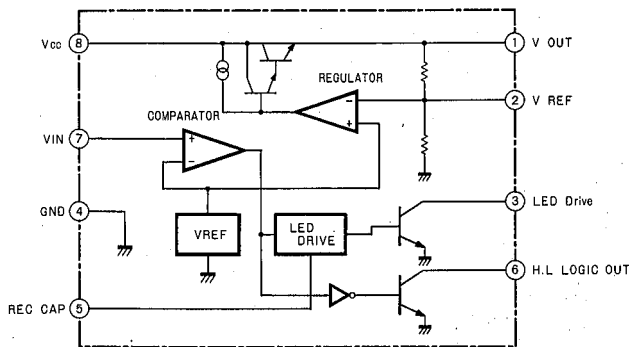 Vcc 8
1 V OUT
REGULATOR
−
+
2 V REF
COMPARATOR
VIN 7
+
−
GND 4
3 LED Drive
VREF
LED
DRIVE
6 H.L LOGIC OUT
REC CAP 5